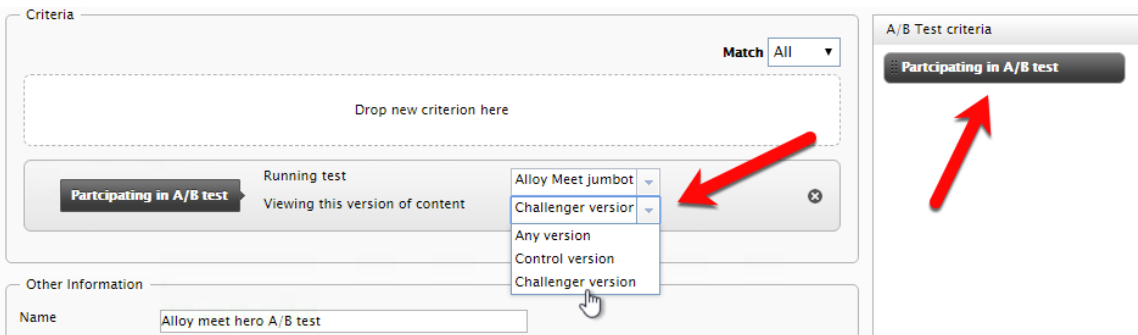 Criteria
Match All
Drop new criterion here
Partcipating in A/B test
Running test
Alloy Meet jumbot
Viewing this version of content
Challenger version
Any version
Control version
Challenger version
Other Information
Name
Alloy meet hero A/B test
A/B Test criteria
Partcipating in A/B test